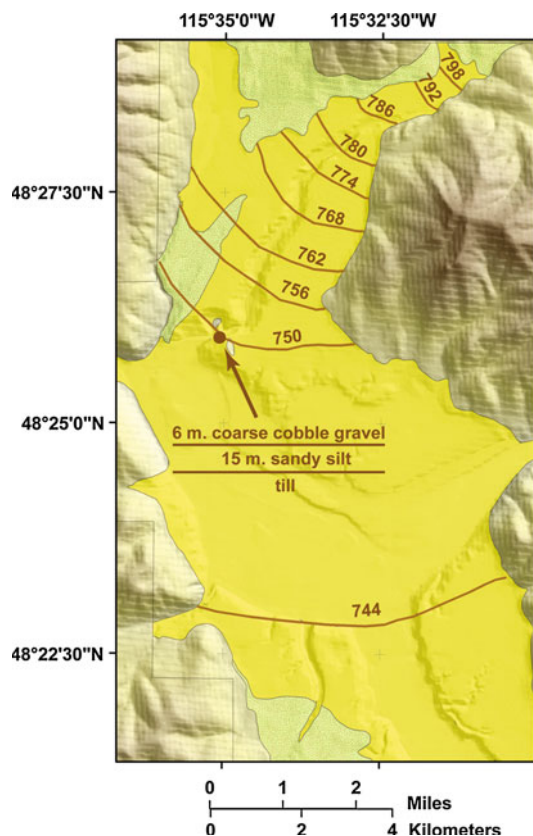 115°35'0"W 115°32'30"W
798
792
786
780
774
48°27'30"N
768
762
756
750
48°25'0"N
6 m. coarse cobble gravel
15 m. sandy silt
till
744
48°22'30"N
0 1 2
Miles
0 2 4 Kilometers